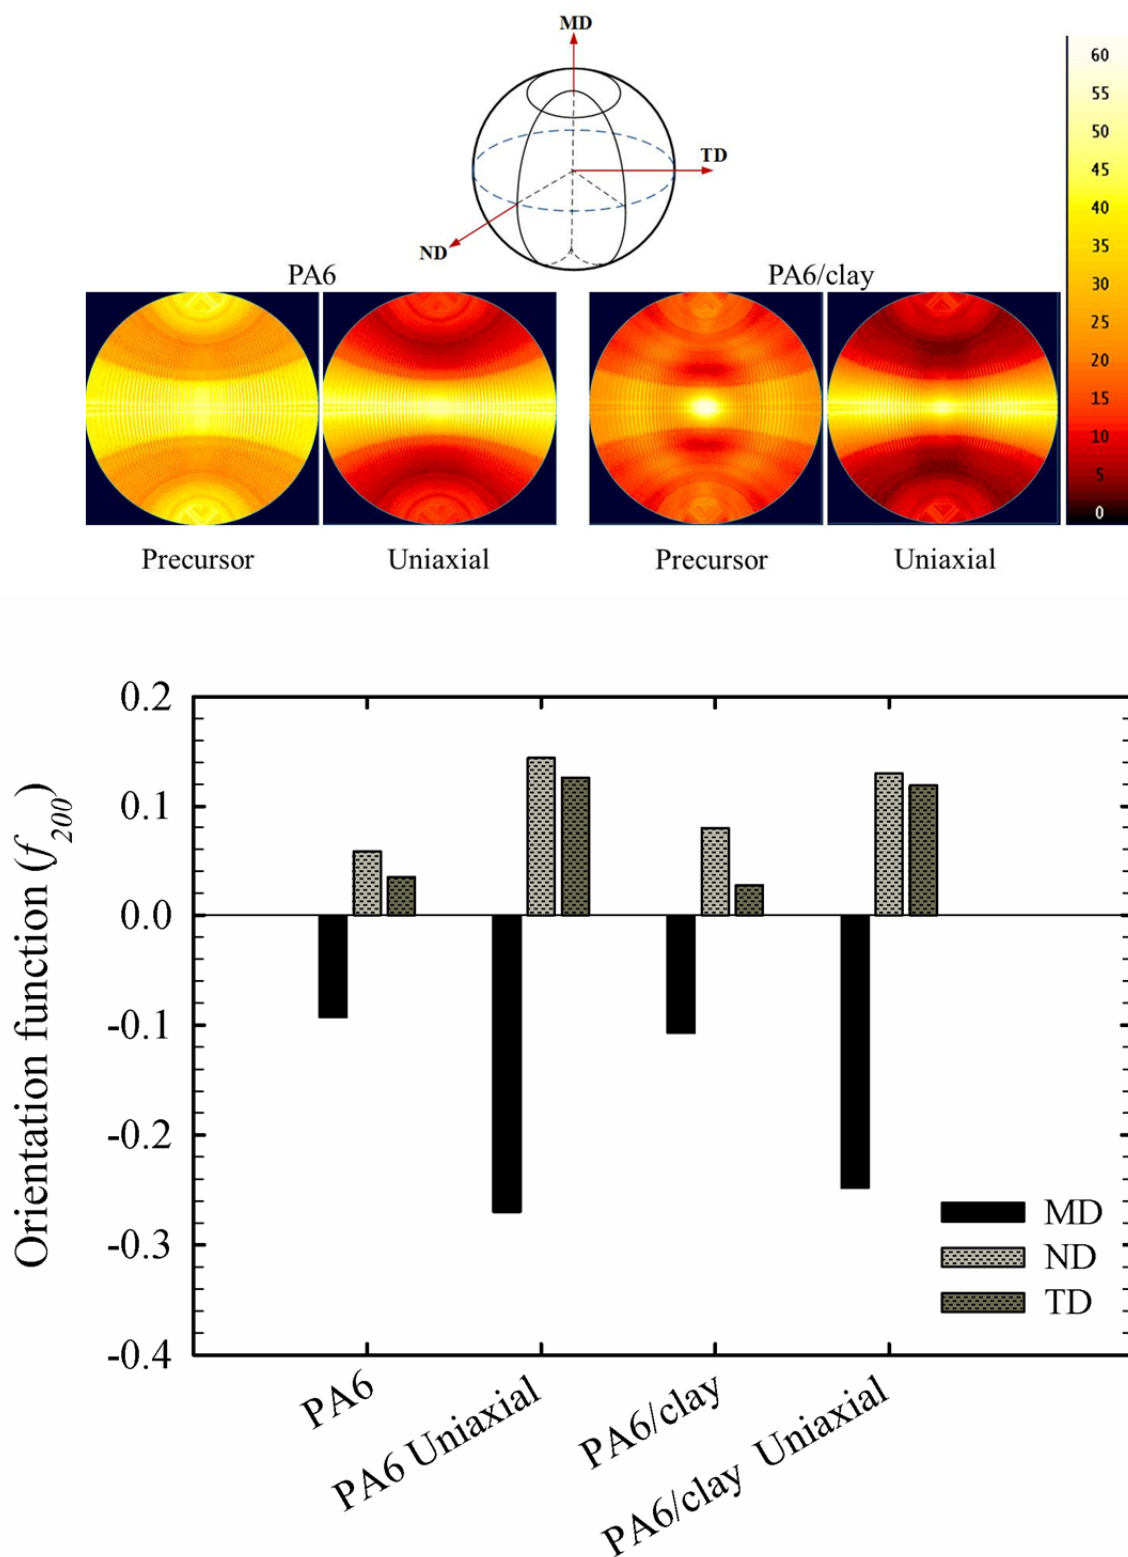 MD
TD
ND
PA6
PA6/clay
60
55
50
45
40
35
30
25
20
15
10
5
0
Precursor
Uniaxial
Precursor
Uniaxial
Orientation function (f200)
0.2
0.1
0.0
-0.1
-0.2
-0.3
-0.4
MD
ND
TD
PA6
PA6 Uniaxial
PA6/clay
PA6/clay Uniaxial